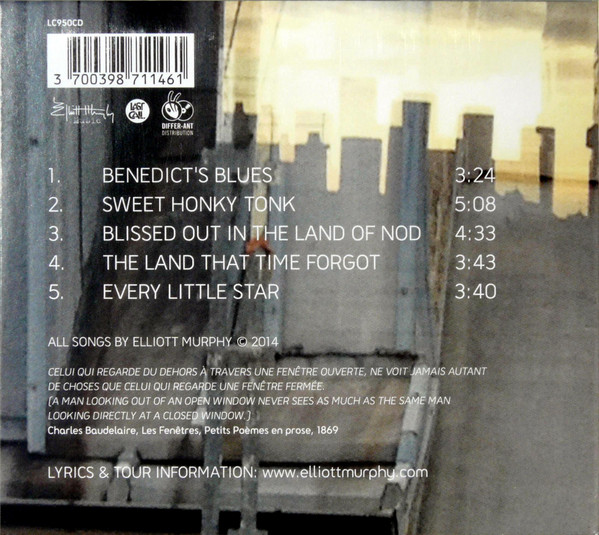 LC950CD
3 700398 711461
Elliott Murphy
LAST CALL
DIFFER-ANT
DISTRIBUTION
1. BENEDICT'S BLUES 3:24
2. SWEET HONKY TONK 5:08
3. BLISSED OUT IN THE LAND OF NOD 4:33
4. THE LAND THAT TIME FORGOT 3:43
5. EVERY LITTLE STAR 3:40
ALL SONGS BY ELLIOTT MURPHY © 2014
CELUI QUI REGARDE DU DEHORS À TRAVERS UNE FENÊTRE OUVERTE, NE VOIT JAMAIS AUTANT
DE CHOSES QUE CELUI QUI REGARDE UNE FENÊTRE FERMÉE.
(A MAN LOOKING OUT OF AN OPEN WINDOW NEVER SEES AS MUCH AS THE SAME MAN
LOOKING DIRECTLY AT A CLOSED WINDOW.)
Charles Baudelaire, Les Fenêtres, Petits Poèmes en prose, 1869
LYRICS & TOUR INFORMATION: www.elliottmurphy.com